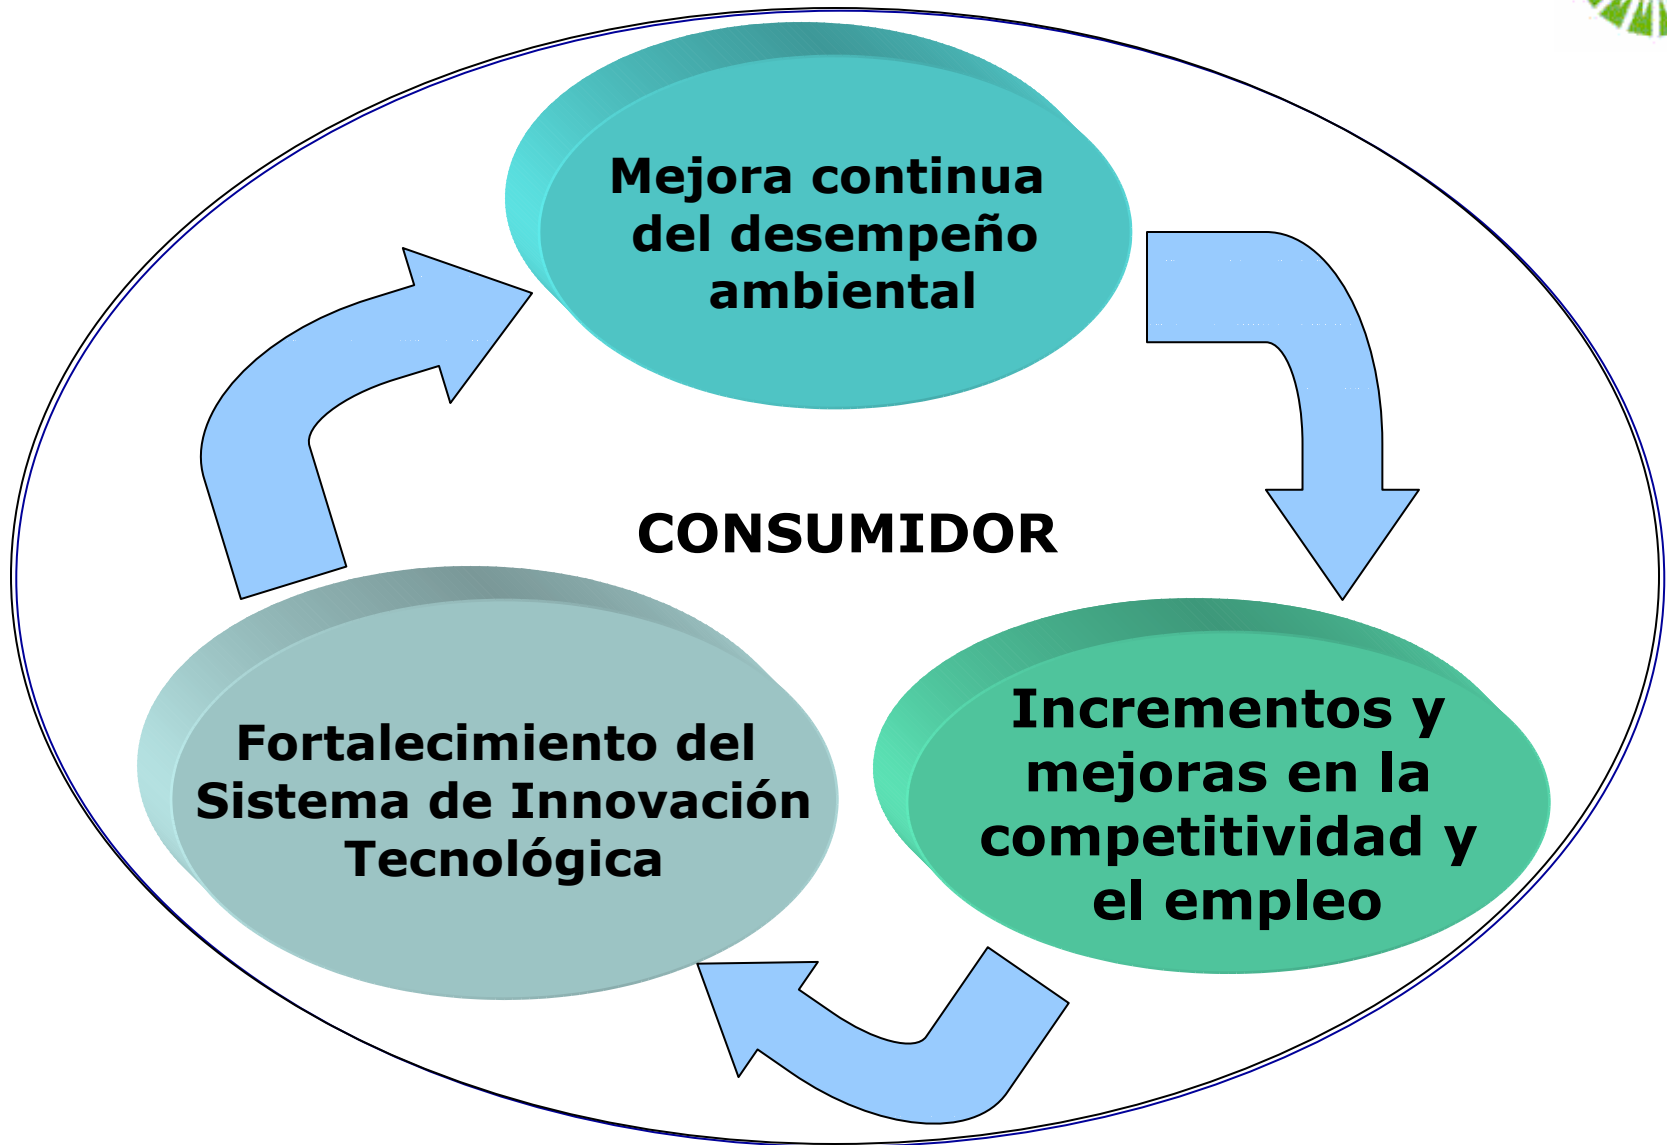 Mejora continua
del desempeño
ambiental
CONSUMIDOR
Fortalecimiento del
Sistema de Innovación
Tecnológica
Incrementos y
mejoras en la
competitividad y
el empleo